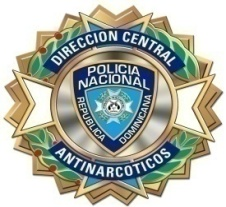 DIRECCION CENTRAL
POLICIA
NACIONAL
REPUBLICA
DOMINICANA
ANTINARCOTICOS